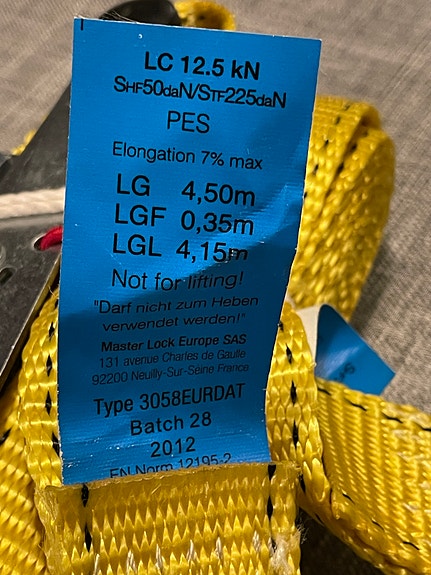 LC 12.5 kN
SHF50daN/STF225daN
PES
Elongation 7% max
LG 4,50m
LGF 0,35m
LGL 4,15m
Not for lifting!
"Darf nicht zum Heben
verwendet werden!"
Master Lock Europe SAS
131 avenue Charles de Gaulle
92200 Neuilly-Sur-Seine France
Type 3058EURDAT
Batch 28
2012
EN Norm 12195-2